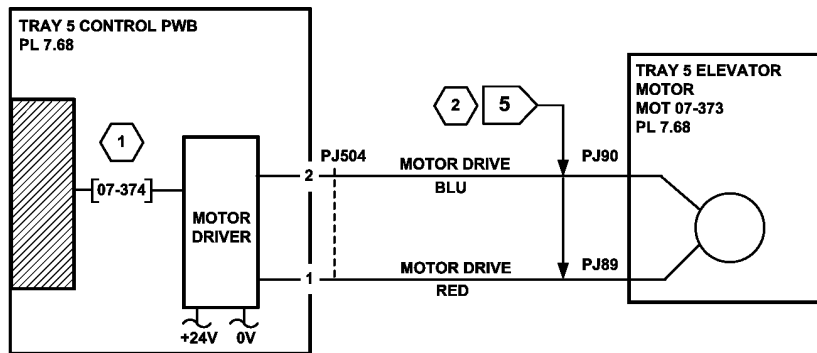 TRAY 5 CONTROL PWB
PL 7.68
1
[07-374]
MOTOR
DRIVER
+24V 0V
PJ504
2
1
2 5
MOTOR DRIVE
BLU
MOTOR DRIVE
RED
PJ90
PJ89
TRAY 5 ELEVATOR
MOTOR
MOT 07-373
PL 7.68